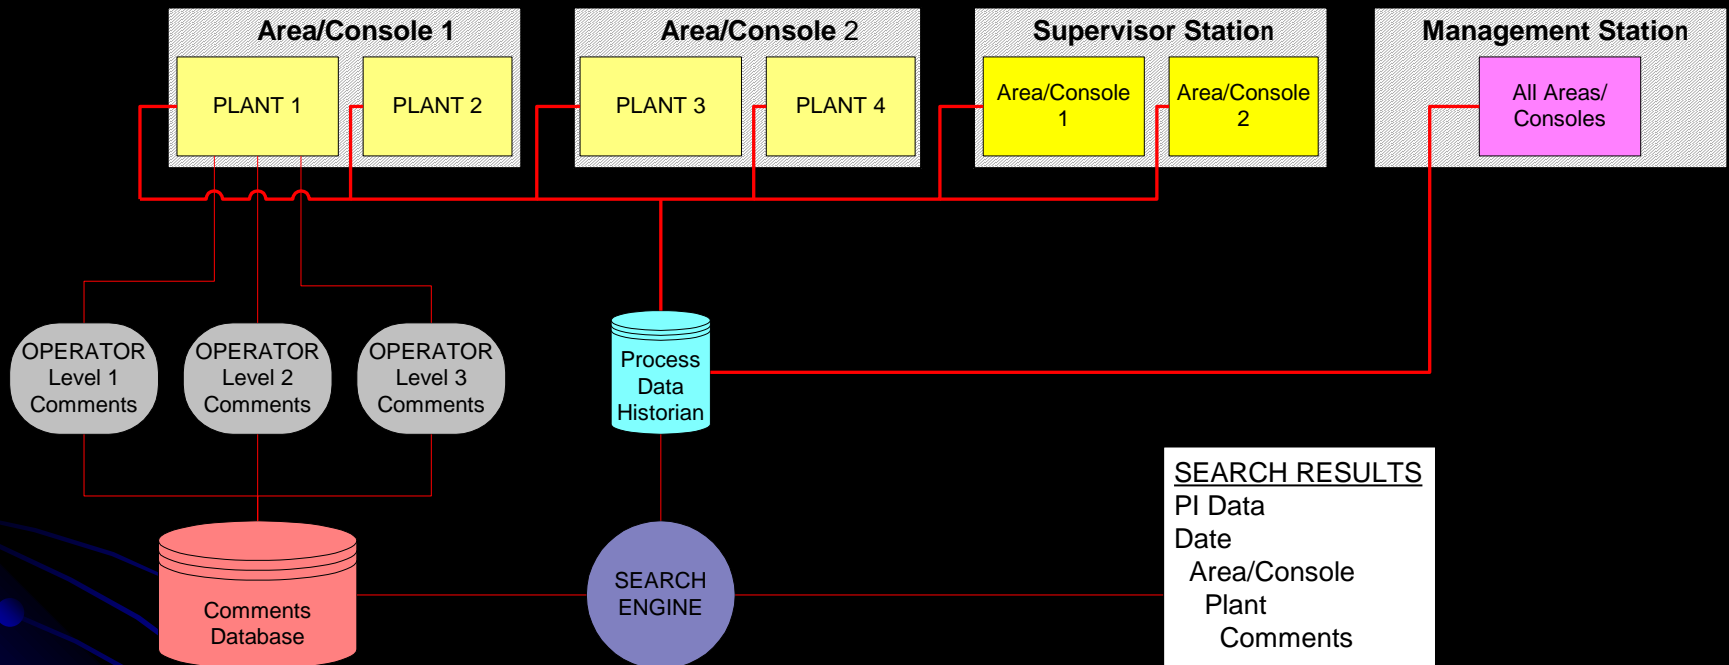 Area/Console 1
PLANT 1
PLANT 2
Area/Console 2
PLANT 3
PLANT 4
Supervisor Station
Area/Console
1
Area/Console
2
Management Station
All Areas/
Consoles
OPERATOR
Level 1
Comments
OPERATOR
Level 2
Comments
OPERATOR
Level 3
Comments
Process
Data
Historian
Comments
Database
SEARCH
ENGINE
SEARCH RESULTS
PI Data
Date
Area/Console
Plant
Comments